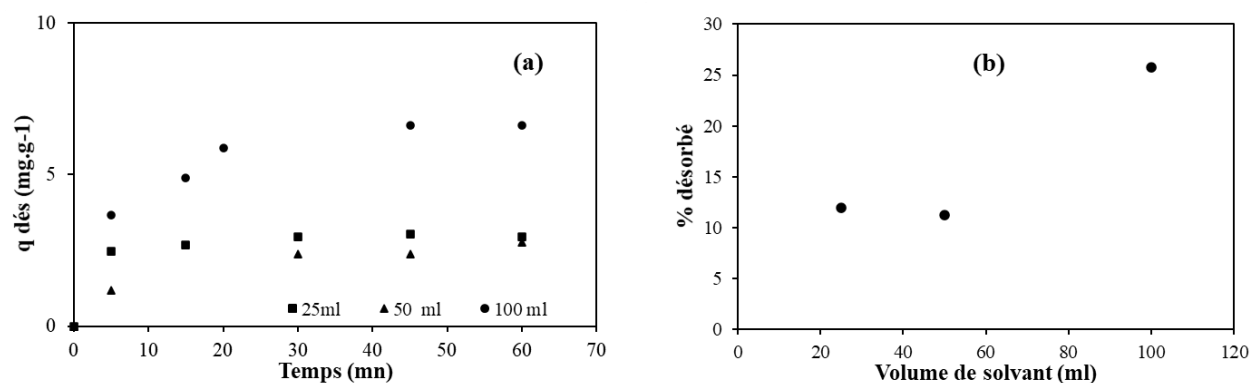 10
5
0
q dés (mg.g-1)
(a)
25ml 50 ml 100 ml
0 10 20 30 40 50 60 70
Temps (mn)
30
25
20
15
10
5
0
% désorbé
(b)
0 20 40 60 80 100 120
Volume de solvant (ml)